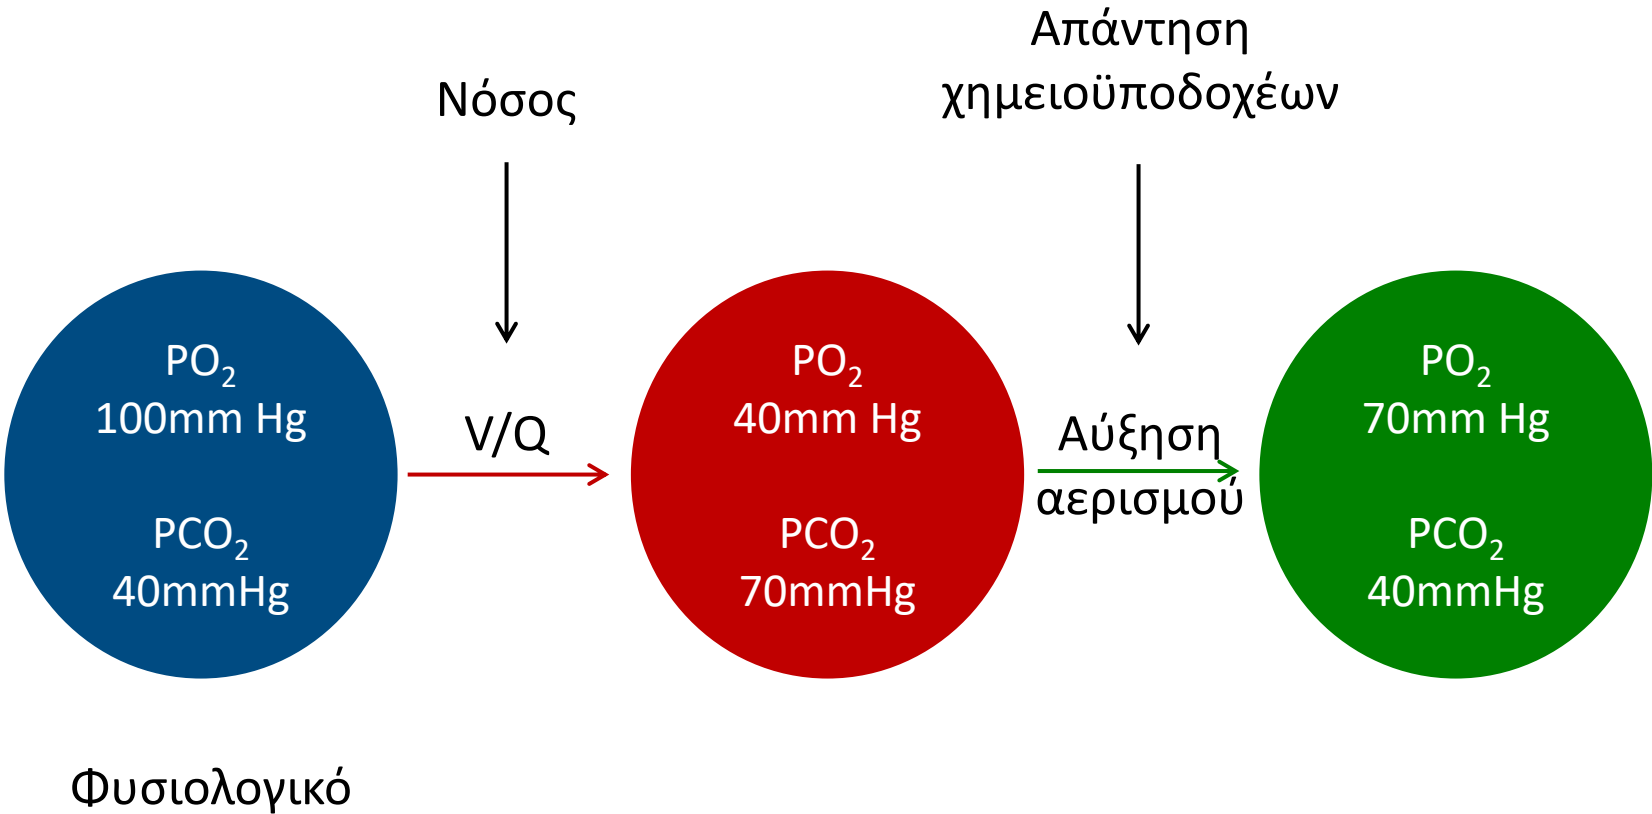 Νόσος
Απάντηση
χημειοϋποδοχέων
PO2
100mm Hg
PCO2
40mmHg
V/Q
PO2
40mm Hg
PCO2
70mmHg
Αύξηση
αερισμού
PO2
70mm Hg
PCO2
40mmHg
Φυσιολογικό